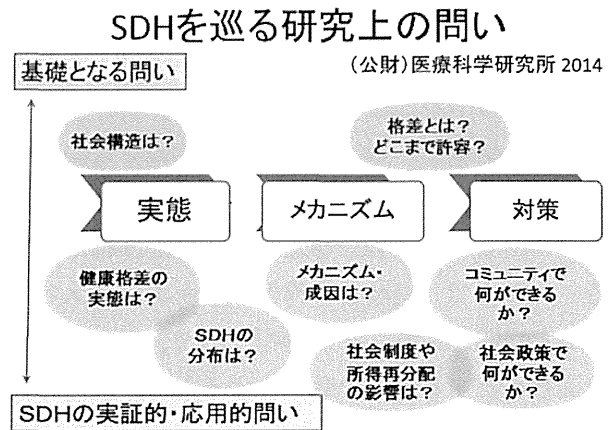 SDHを巡る研究上の問い
基礎となる問い
(公財)医療科学研究所 2014
社会構造は?
格差とは?
どこまで許容?
実態
メカニズム
対策
健康格差の
実態は?
メカニズム・
成因は?
コミュニティで
何ができる
か?
SDHの
分布は?
社会制度や
所得再分配
の影響は?
社会政策で
何ができる
か?
SDHの実証的・応用的問い